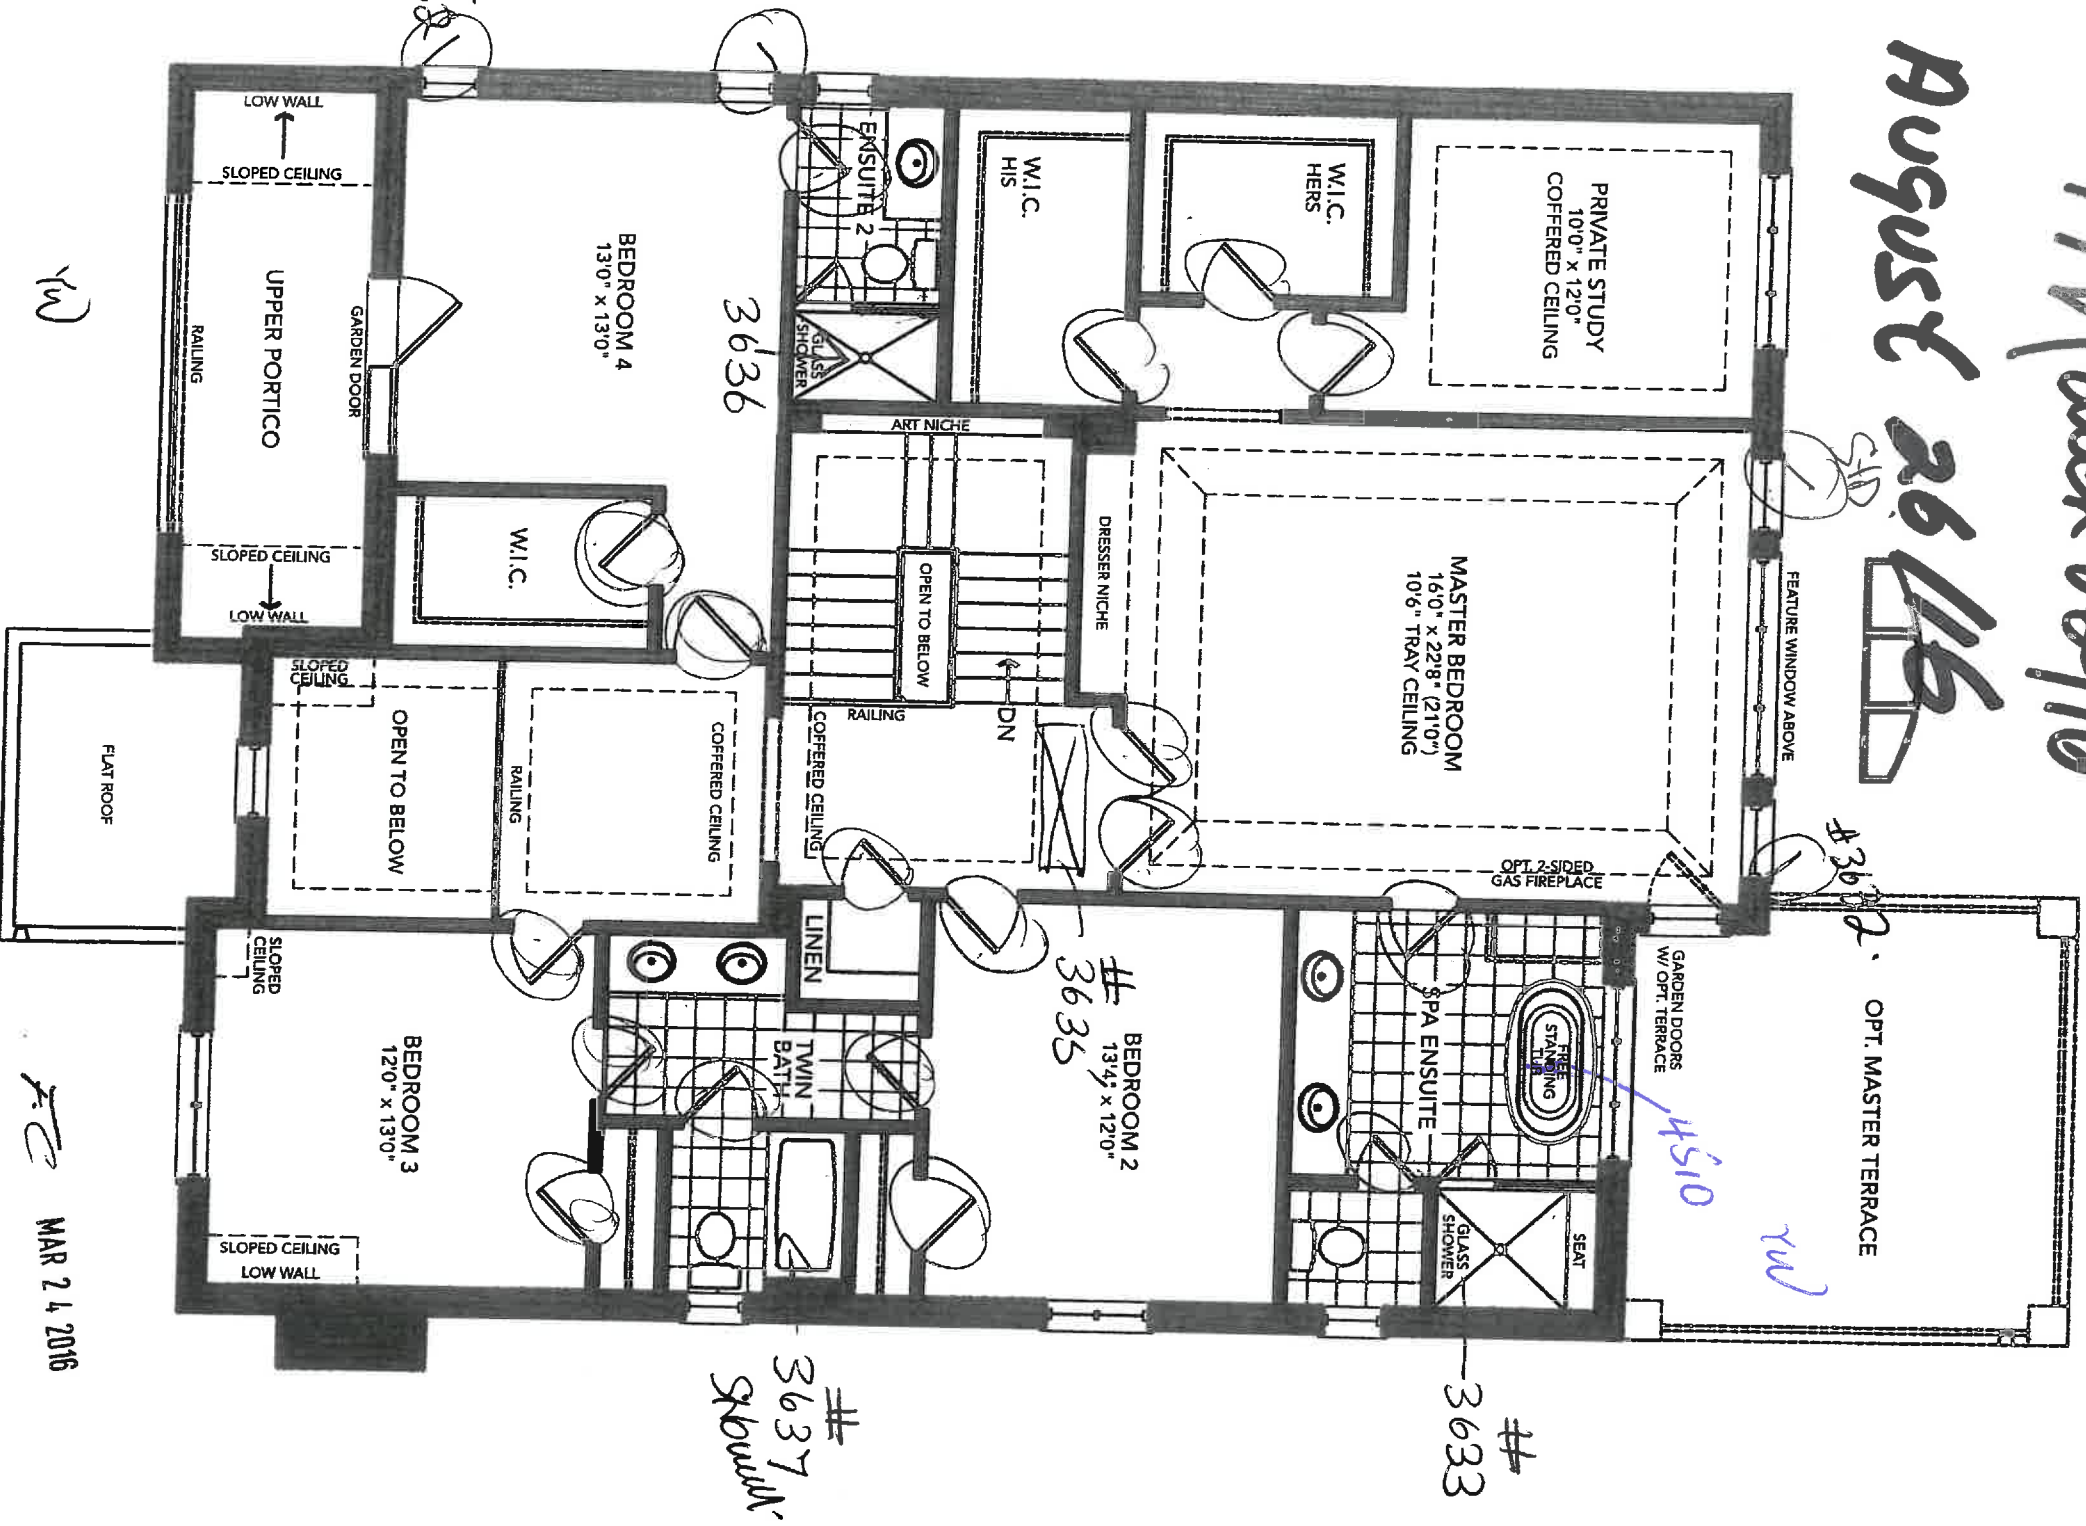 August 26/16
#3632.
STD
FEATURE WINDOW ABOVE
OPT. MASTER TERRACE
YW
4510
GARDEN DOORS
W/ OPT. TERRACE
PRIVATE STUDY
10'0" x 12'0"
COFFERED CEILING
MASTER BEDROOM
16'0" x 22'8" (21'0")
10'6" TRAY CEILING
OPT. 2-SIDED
GAS FIREPLACE
FREE
STANDING
TUB
SPA ENSUITE
SEAT
GLASS
SHOWER
#
3633
W.I.C.
HERS
W.I.C.
HIS
DRESSER NICHE
BEDROOM 2
13'4" x 12'0"
#
3635
ENSUITE 2
GLASS
SHOWER
3636
ART NICHE
OPEN TO BELOW
DN
RAILING
COFFERED CEILING
LINEN
TWIN
BATH
#
3637
BEDROOM 4
13'0" x 13'0"
W.I.C.
COFFERED CEILING
RAILING
OPEN TO BELOW
SLOPED
CEILING
BEDROOM 3
12'0" x 13'0"
SLOPED
CEILING
SLOPED CEILING
LOW WALL
GARDEN DOOR
UPPER PORTICO
RAILING
LOW WALL
SLOPED CEILING
SLOPED CEILING
LOW WALL
FLAT ROOF
YW
MAR 24 2016